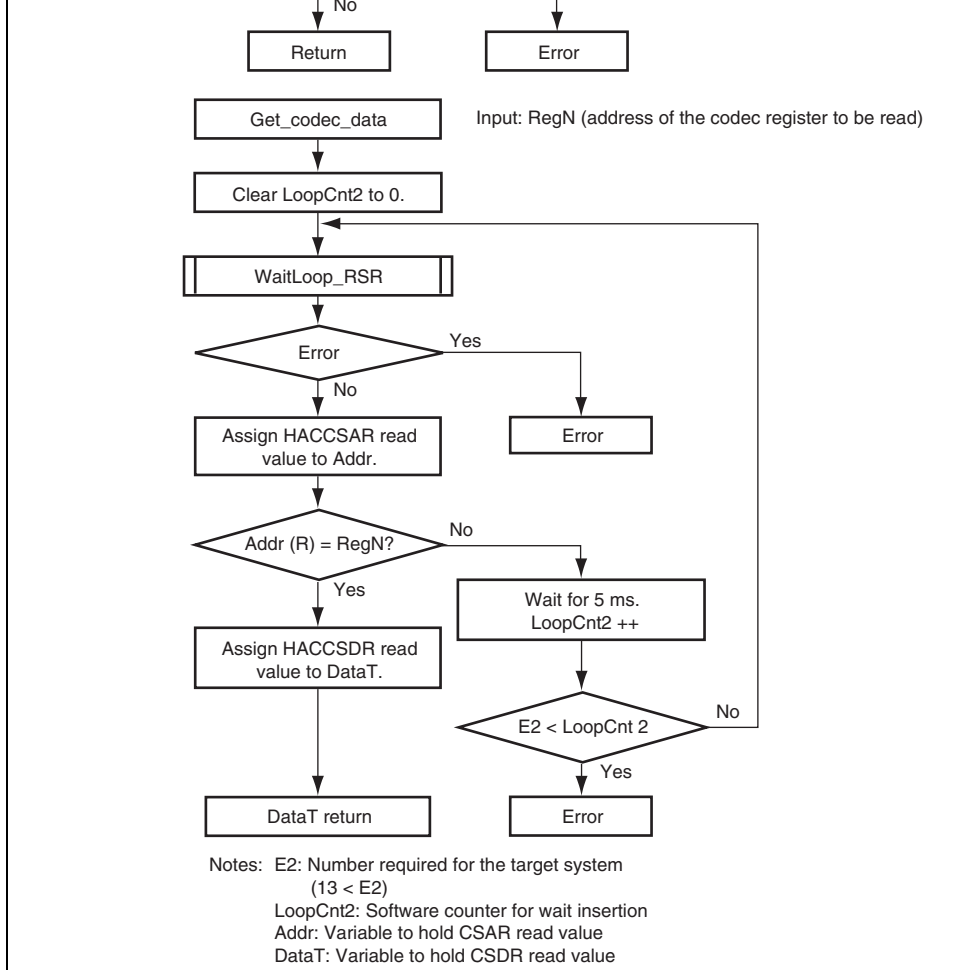 No
Return
Error
Get_codec_data
Input: RegN (address of the codec register to be read)
Clear LoopCnt2 to 0.
WaitLoop_RSR
Error
Yes
No
Error
Assign HACCSAR read
value to Addr.
Addr (R) = RegN?
No
Yes
Wait for 5 ms.
LoopCnt2 ++
Assign HACCSDR read
value to DataT.
E2 < LoopCnt 2
No
Yes
DataT return
Error
Notes: E2: Number required for the target system
(13 < E2)
LoopCnt2: Software counter for wait insertion
Addr: Variable to hold CSAR read value
DataT: Variable to hold CSDR read value